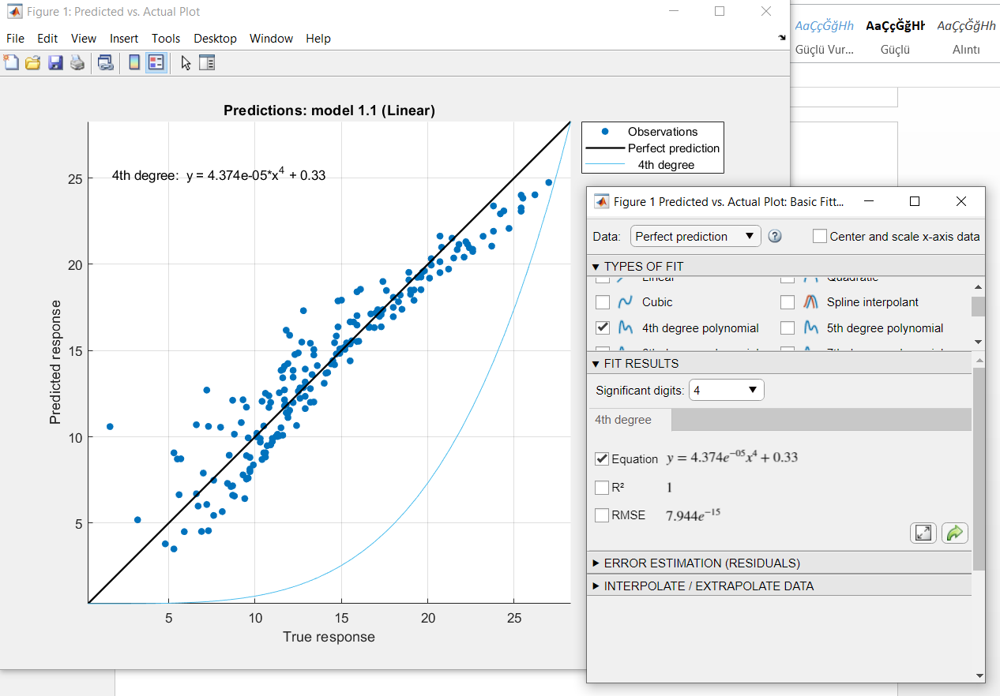 Figure 1: Predicted vs. Actual Plot
File Edit View Insert Tools Desktop Window Help
AaÇçĞğHh AaÇçĞğHł AaÇçĞğHh
Güçlü Vur... Güçlü Alıntı
Predictions: model 1.1 (Linear)
Observations
Perfect prediction
4th degree
4th degree: y = 4.374e-05*x⁴ + 0.33
25
20
15
10
5
Predicted response
5 10 15 20 25
True response
Figure 1 Predicted vs. Actual Plot: Basic Fitt...
Data: Perfect prediction ? Center and scale x-axis data
TYPES OF FIT
Linear Quadratic
Cubic Spline interpolant
4th degree polynomial 5th degree polynomial
FIT RESULTS
Significant digits: 4
4th degree
Equation y = 4.374e⁻⁰⁵x⁴ + 0.33
R² 1
RMSE 7.944e⁻¹⁵
ERROR ESTIMATION (RESIDUALS)
INTERPOLATE / EXTRAPOLATE DATA